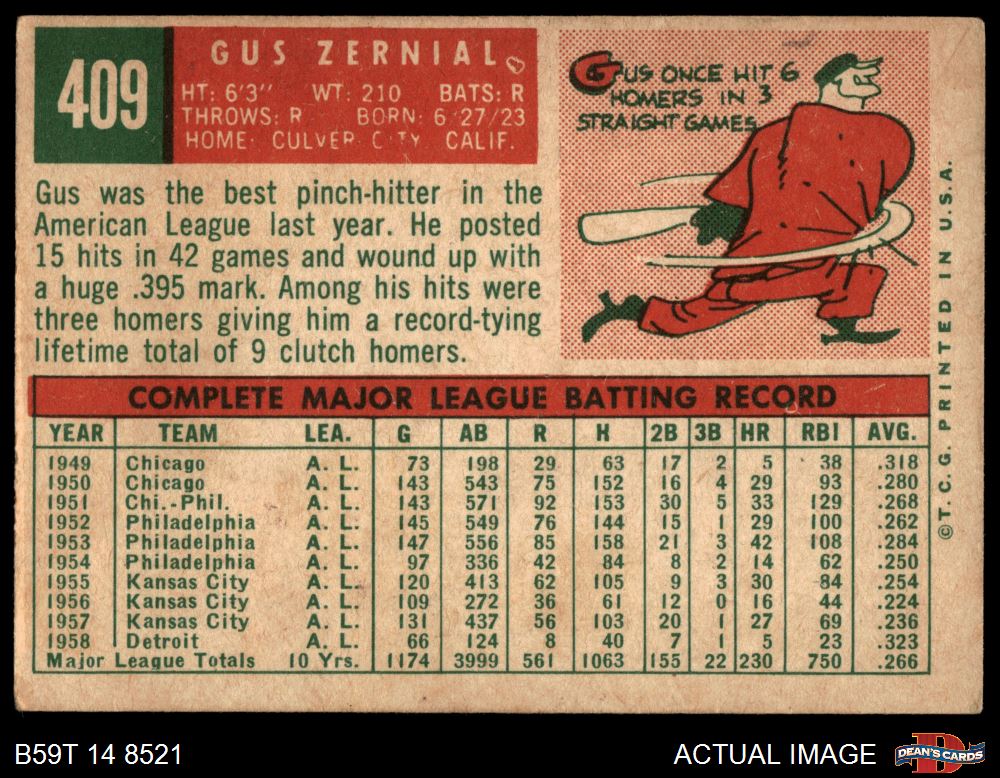 409
GUS ZERNIAL
HT: 6'3" WT: 210 BATS: R
THROWS: R BORN: 6/27/23
HOME: CULVER CITY CALIF.
GUS ONCE HIT 6
HOMERS IN 3
STRAIGHT GAMES
Gus was the best pinch-hitter in the
American League last year. He posted
15 hits in 42 games and wound up with
a huge .395 mark. Among his hits were
three homers giving him a record-tying
lifetime total of 9 clutch homers.
COMPLETE MAJOR LEAGUE BATTING RECORD
YEAR TEAM LEA. G AB R H 2B 3B HR RBI AVG.
1949 Chicago A. L. 73 198 29 63 17 2 5 38 .318
1950 Chicago A. L. 143 543 75 152 16 4 29 93 .280
1951 Chi.-Phil. A. L. 143 571 92 153 30 5 33 129 .268
1952 Philadelphia A. L. 145 549 76 144 15 1 29 100 .262
1953 Philadelphia A. L. 147 556 85 158 21 3 42 108 .284
1954 Philadelphia A. L. 97 336 42 84 8 2 14 62 .250
1955 Kansas City A. L. 120 413 62 105 9 3 30 84 .254
1956 Kansas City A. L. 109 272 36 61 12 0 16 44 .224
1957 Kansas City A. L. 131 437 56 103 20 1 27 69 .236
1958 Detroit A. L. 66 124 8 40 7 1 5 23 .323
Major League Totals 10 Yrs. 1174 3999 561 1063 155 22 230 750 .266
© T. C. G. PRINTED IN U.S.A.
B59T 14 8521
ACTUAL IMAGE
DEAN'S CARDS